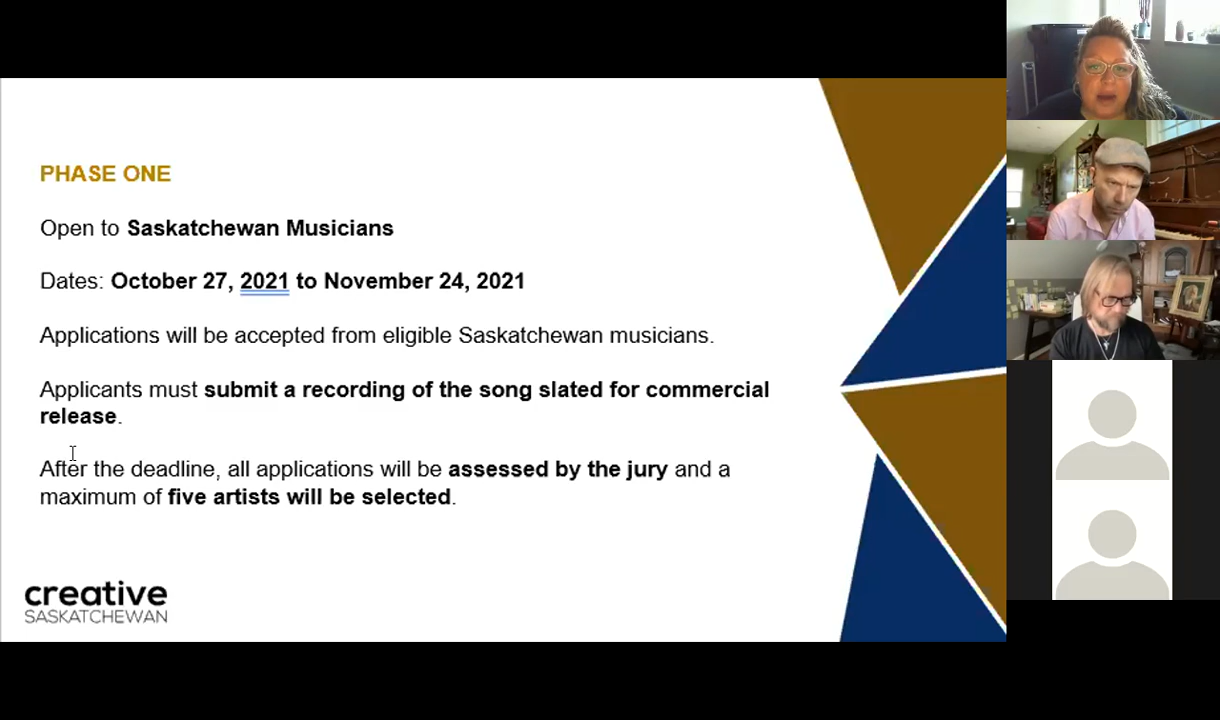 PHASE ONE
Open to Saskatchewan Musicians
Dates: October 27, 2021 to November 24, 2021
Applications will be accepted from eligible Saskatchewan musicians.
Applicants must submit a recording of the song slated for commercial
release.
After the deadline, all applications will be assessed by the jury and a
maximum of five artists will be selected.
creative
SASKATCHEWAN